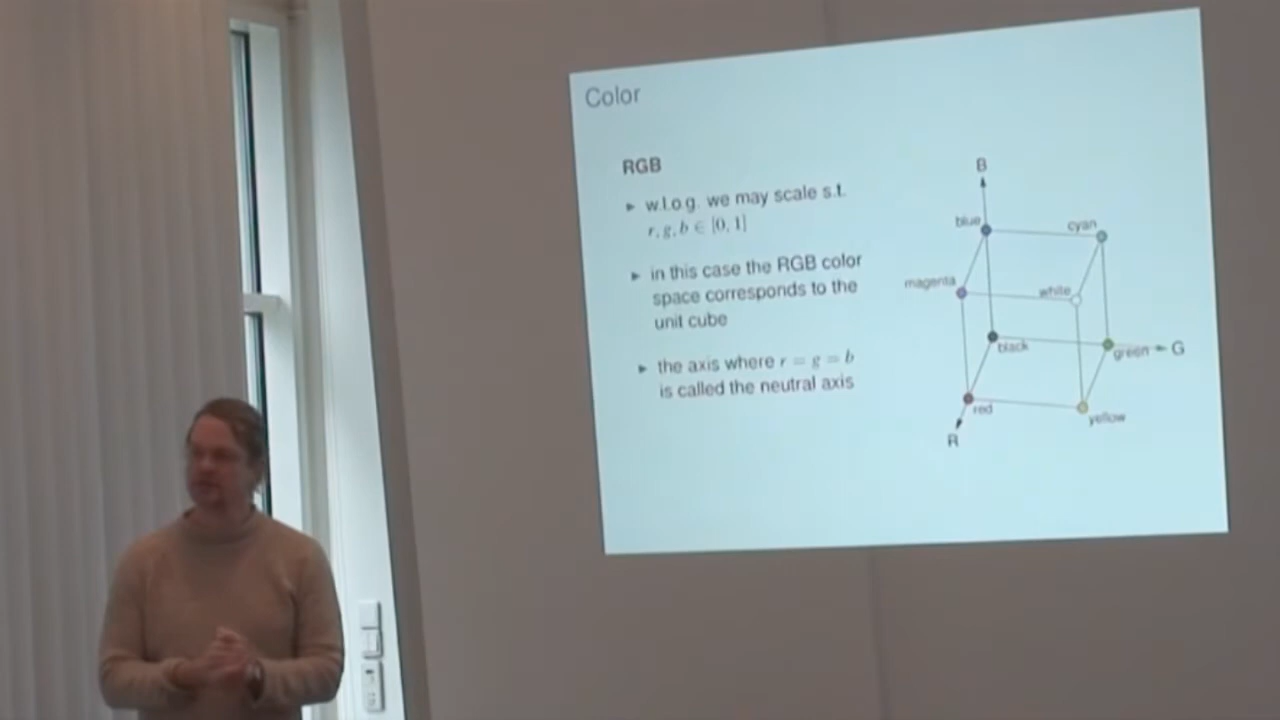 Color
RGB
► w.l.o.g. we may scale s.t.
r, g, b ∈ [0, 1]
► in this case the RGB color
space corresponds to the
unit cube
► the axis where r = g = b
is called the neutral axis
B
blue
cyan
magenta
white
black
green
G
red
yellow
R